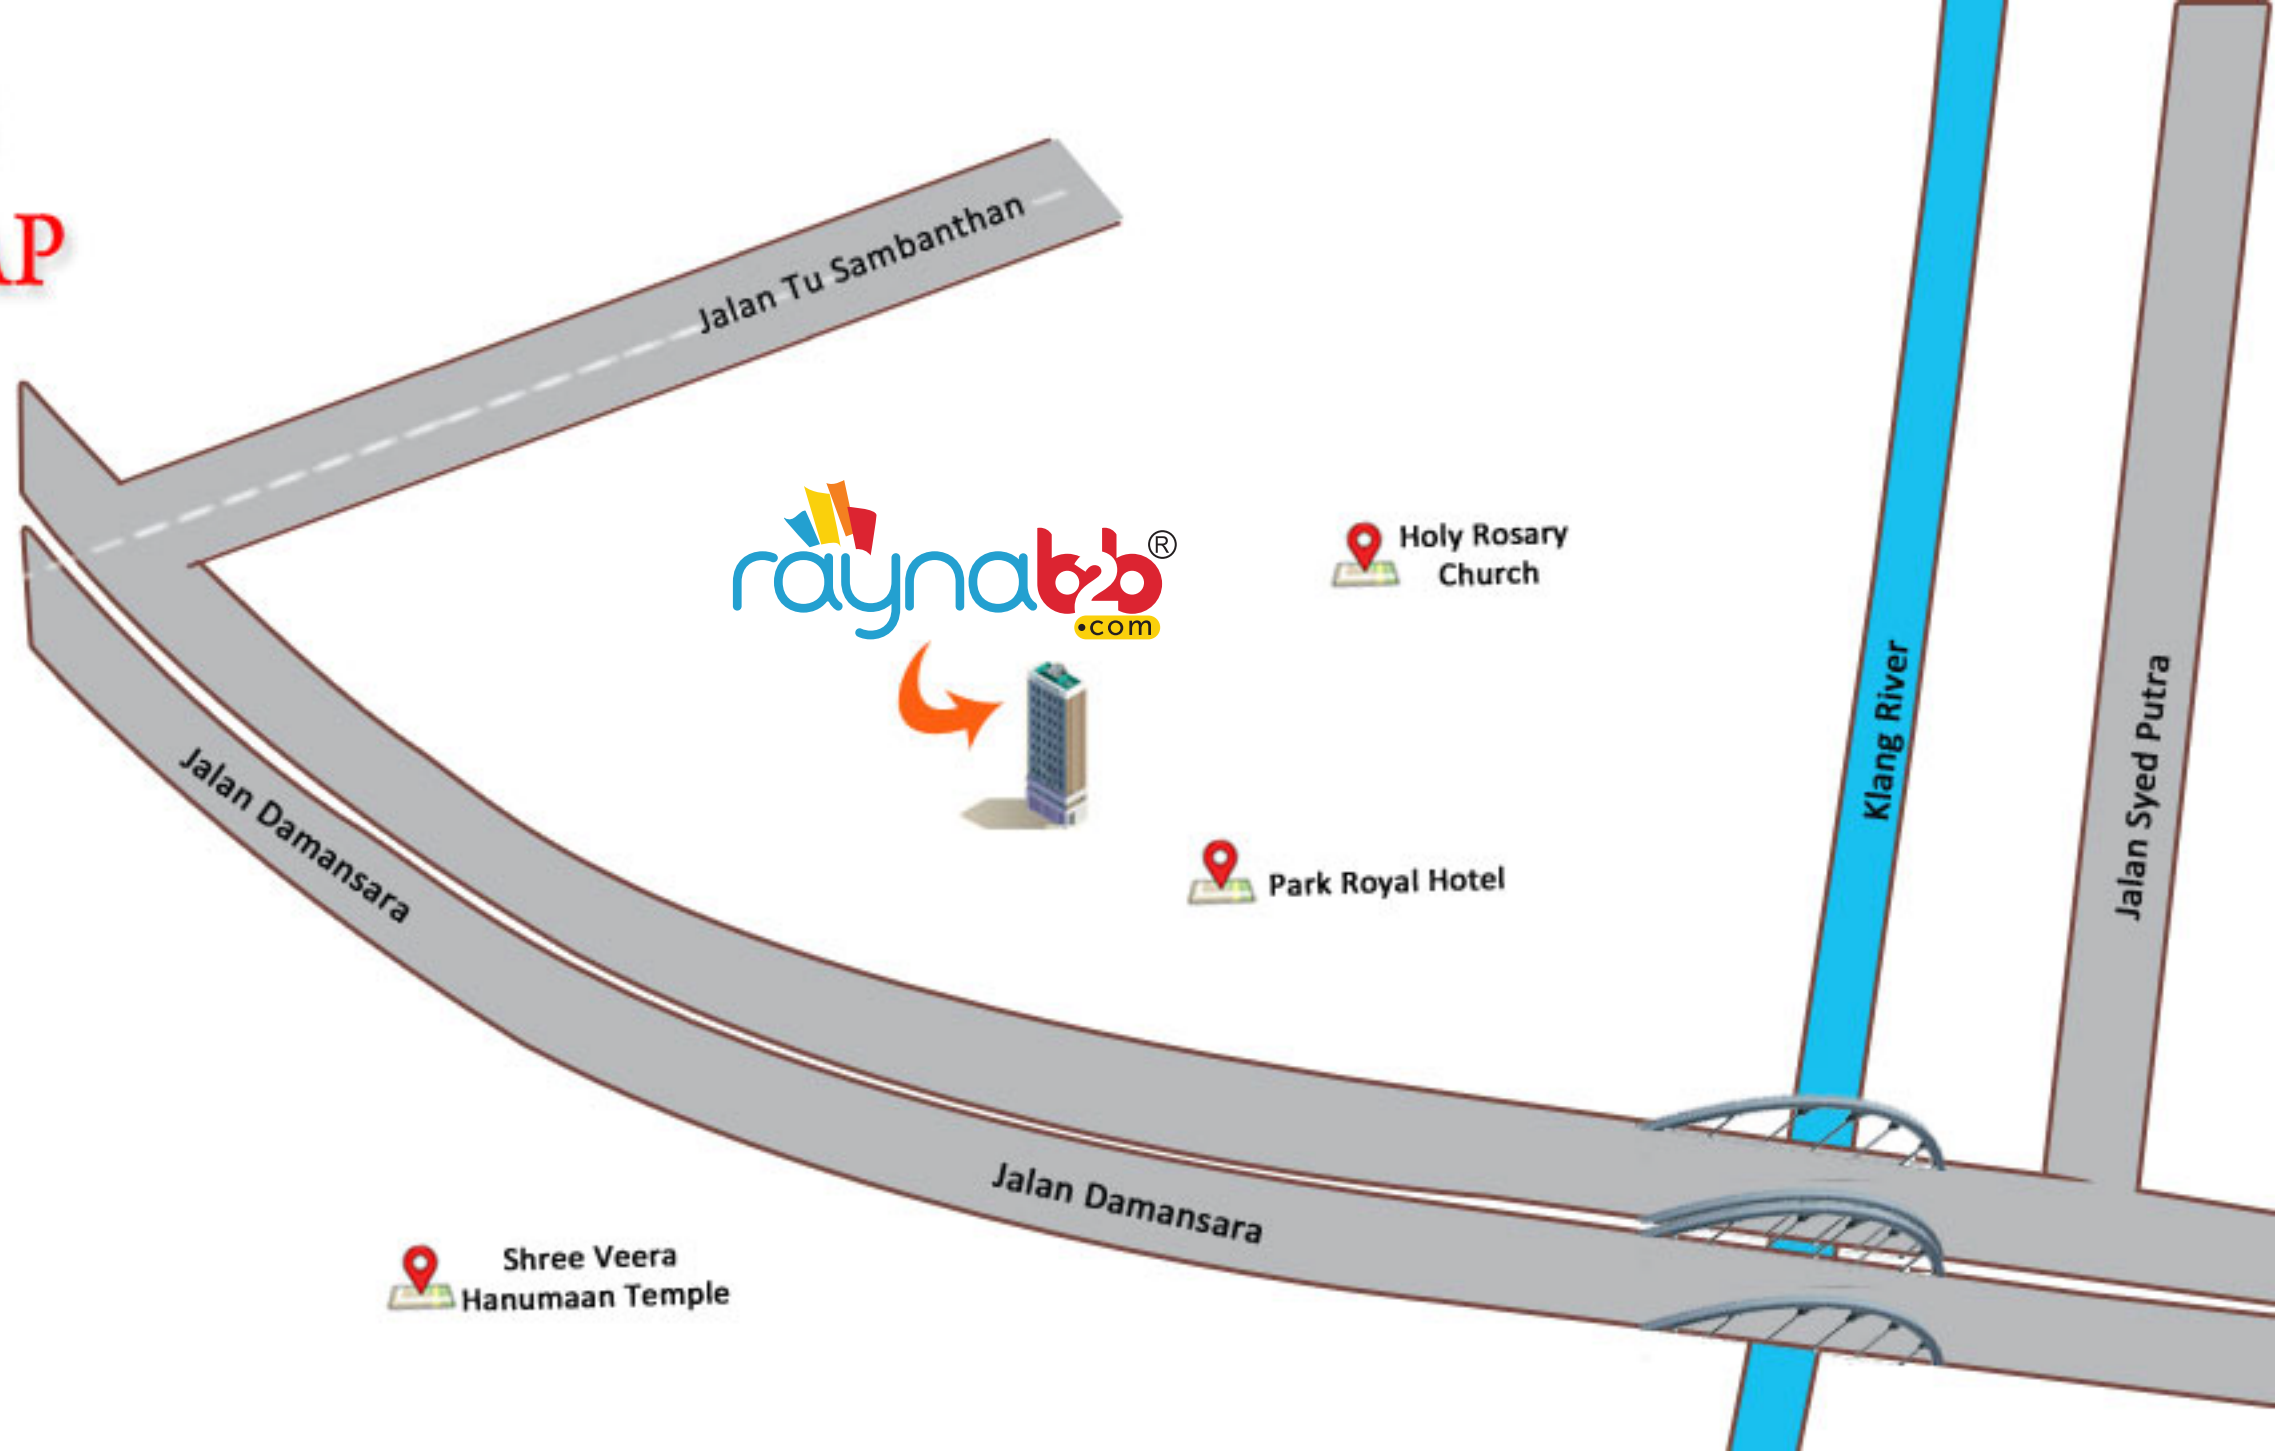 AP
Jalan Tu Sambanthan
raynab2b®
.com
Holy Rosary
Church
Klang River
Jalan Syed Putra
Jalan Damansara
Park Royal Hotel
Jalan Damansara
Shree Veera
Hanumaan Temple